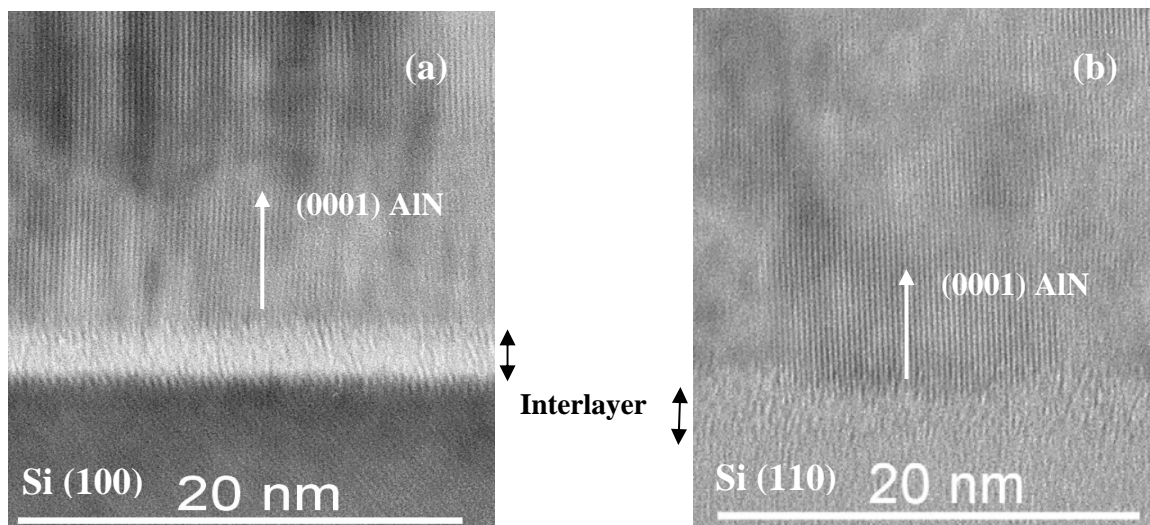 (a)
(0001) AlN
Si (100)
20 nm
Interlayer
(b)
(0001) AlN
Si (110)
20 nm